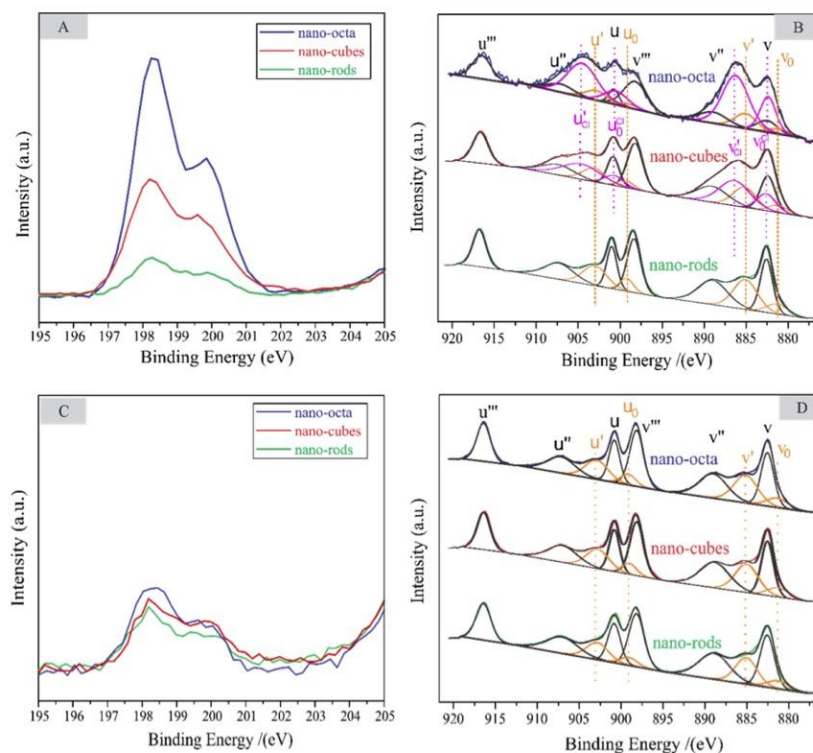 A
nano-octa
nano-cubes
nano-rods
Intensity (a.u.)
195 196 197 198 199 200 201 202 203 204 205
Binding Energy (eV)
B
u''' u'' u' u u₀ v''' v'' v' v v₀
nano-octa
u'Cl u₀Cl v'Cl v₀Cl
nano-cubes
nano-rods
Intensity (a.u.)
920 915 910 905 900 895 890 885 880
Binding Energy /(eV)
C
nano-octa
nano-cubes
nano-rods
Intensity (a.u.)
195 196 197 198 199 200 201 202 203 204 205
Binding Energy /(eV)
D
u''' u'' u' u u₀ v''' v'' v' v v₀
nano-octa
nano-cubes
nano-rods
Intensity (a.u.)
920 915 910 905 900 895 890 885 880
Binding Energy /(eV)